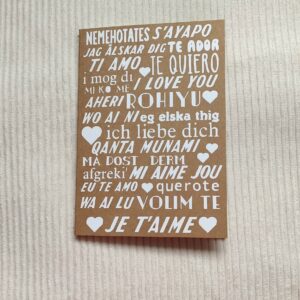 NEMEHOTATES S'AYAPO
JAG ÄLSKAR DIG TE ADOR
TI AMO TE QUIERO
i mog di I LOVE YOU
MI KO ME
AHERI ROHIYU
WO AI NI eg elska thig
ich liebe dich
QANTA MUNAMI
MA DOST DERM
afgreki' MI AIME JOU
EU TE AMO querote
WA AI LU VOLIM TE
JE T'AIME